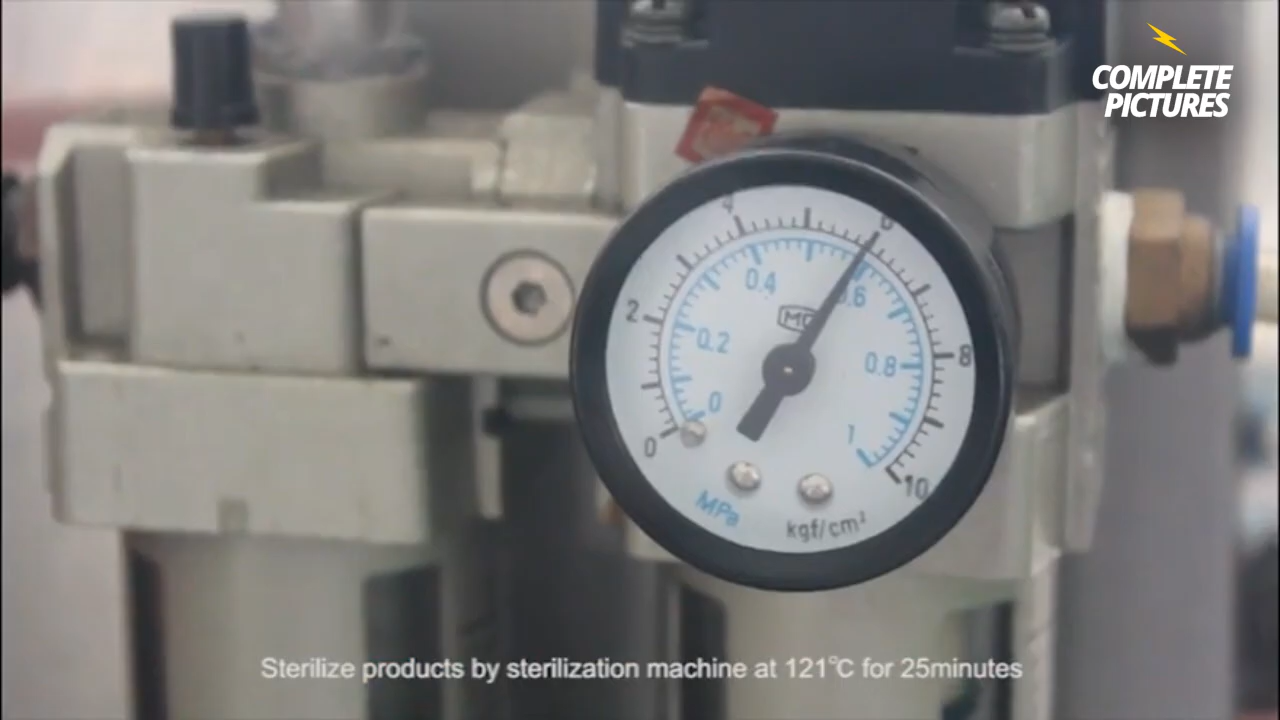 COMPLETE
PICTURES
4
6
2
0.4
0.6
0.2
0.8
8
0
1
0
10
MPa
kgf/cm²
Sterilize products by sterilization machine at 121℃ for 25minutes